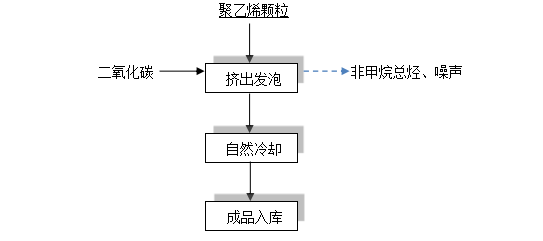 聚乙烯颗粒
二氧化碳
挤出发泡
非甲烷总烃、噪声
自然冷却
成品入库